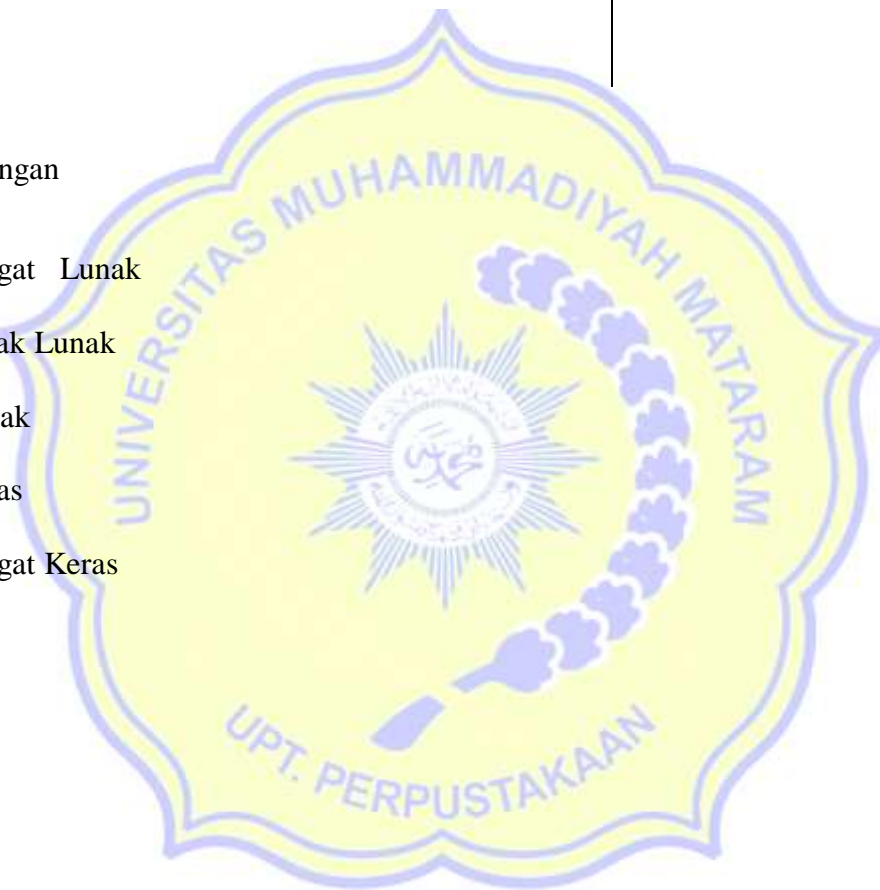 ngan
gat Lunak
ak Lunak
ak
as
gat Keras
UNIVERSITAS MUHAMMADIYAH MATARAM
UPT. PERPUSTAKAAN